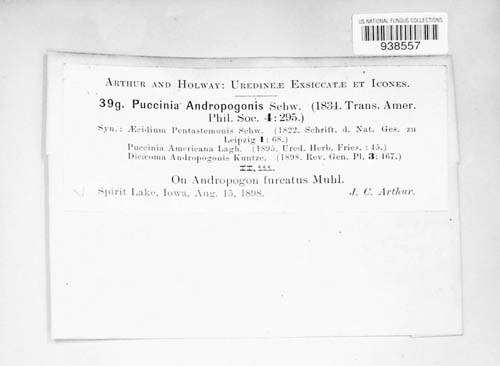 US NATIONAL FUNGUS COLLECTIONS
938557
ARTHUR AND HOLWAY: UREDINEÆ EXSICCATÆ ET ICONES.
39g. Puccinia Andropogonis Schw. (1834. Trans. Amer.
Phil. Soc. 4:295.)
Syn.: Æcidium Pentastemonis Schw. (1822. Schrift. d. Nat. Ges. zu
Leipzig 1:68.)
Puccinia Americana Lagh. (1895. Ured. Herb. Fries. :45.)
Dicæoma Andropogonis Kuntze. (1898. Rev. Gen. Pl. 3:467.)
II, III.
On Andropogon furcatus Muhl.
Spirit Lake, Iowa, Aug. 15, 1898. J. C. Arthur.